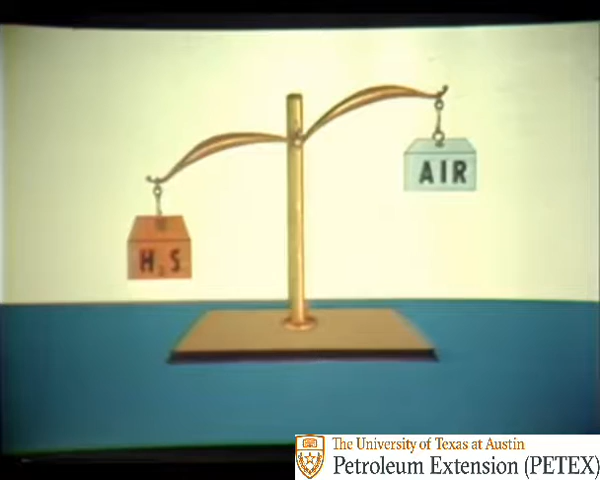 AIR
H₂S
The University of Texas at Austin
Petroleum Extension (PETEX)